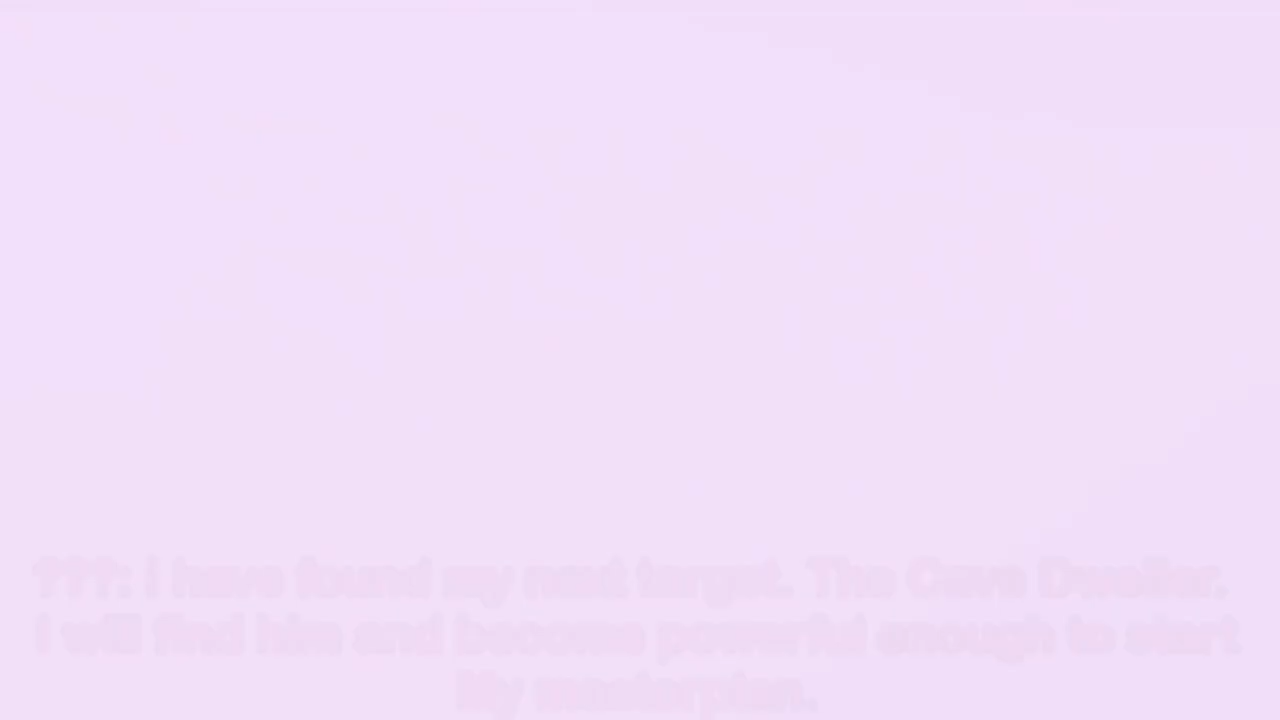 ???: I have found my next target. The Cave Dweller.
I will find him and become powerful enough to start
My masterplan.